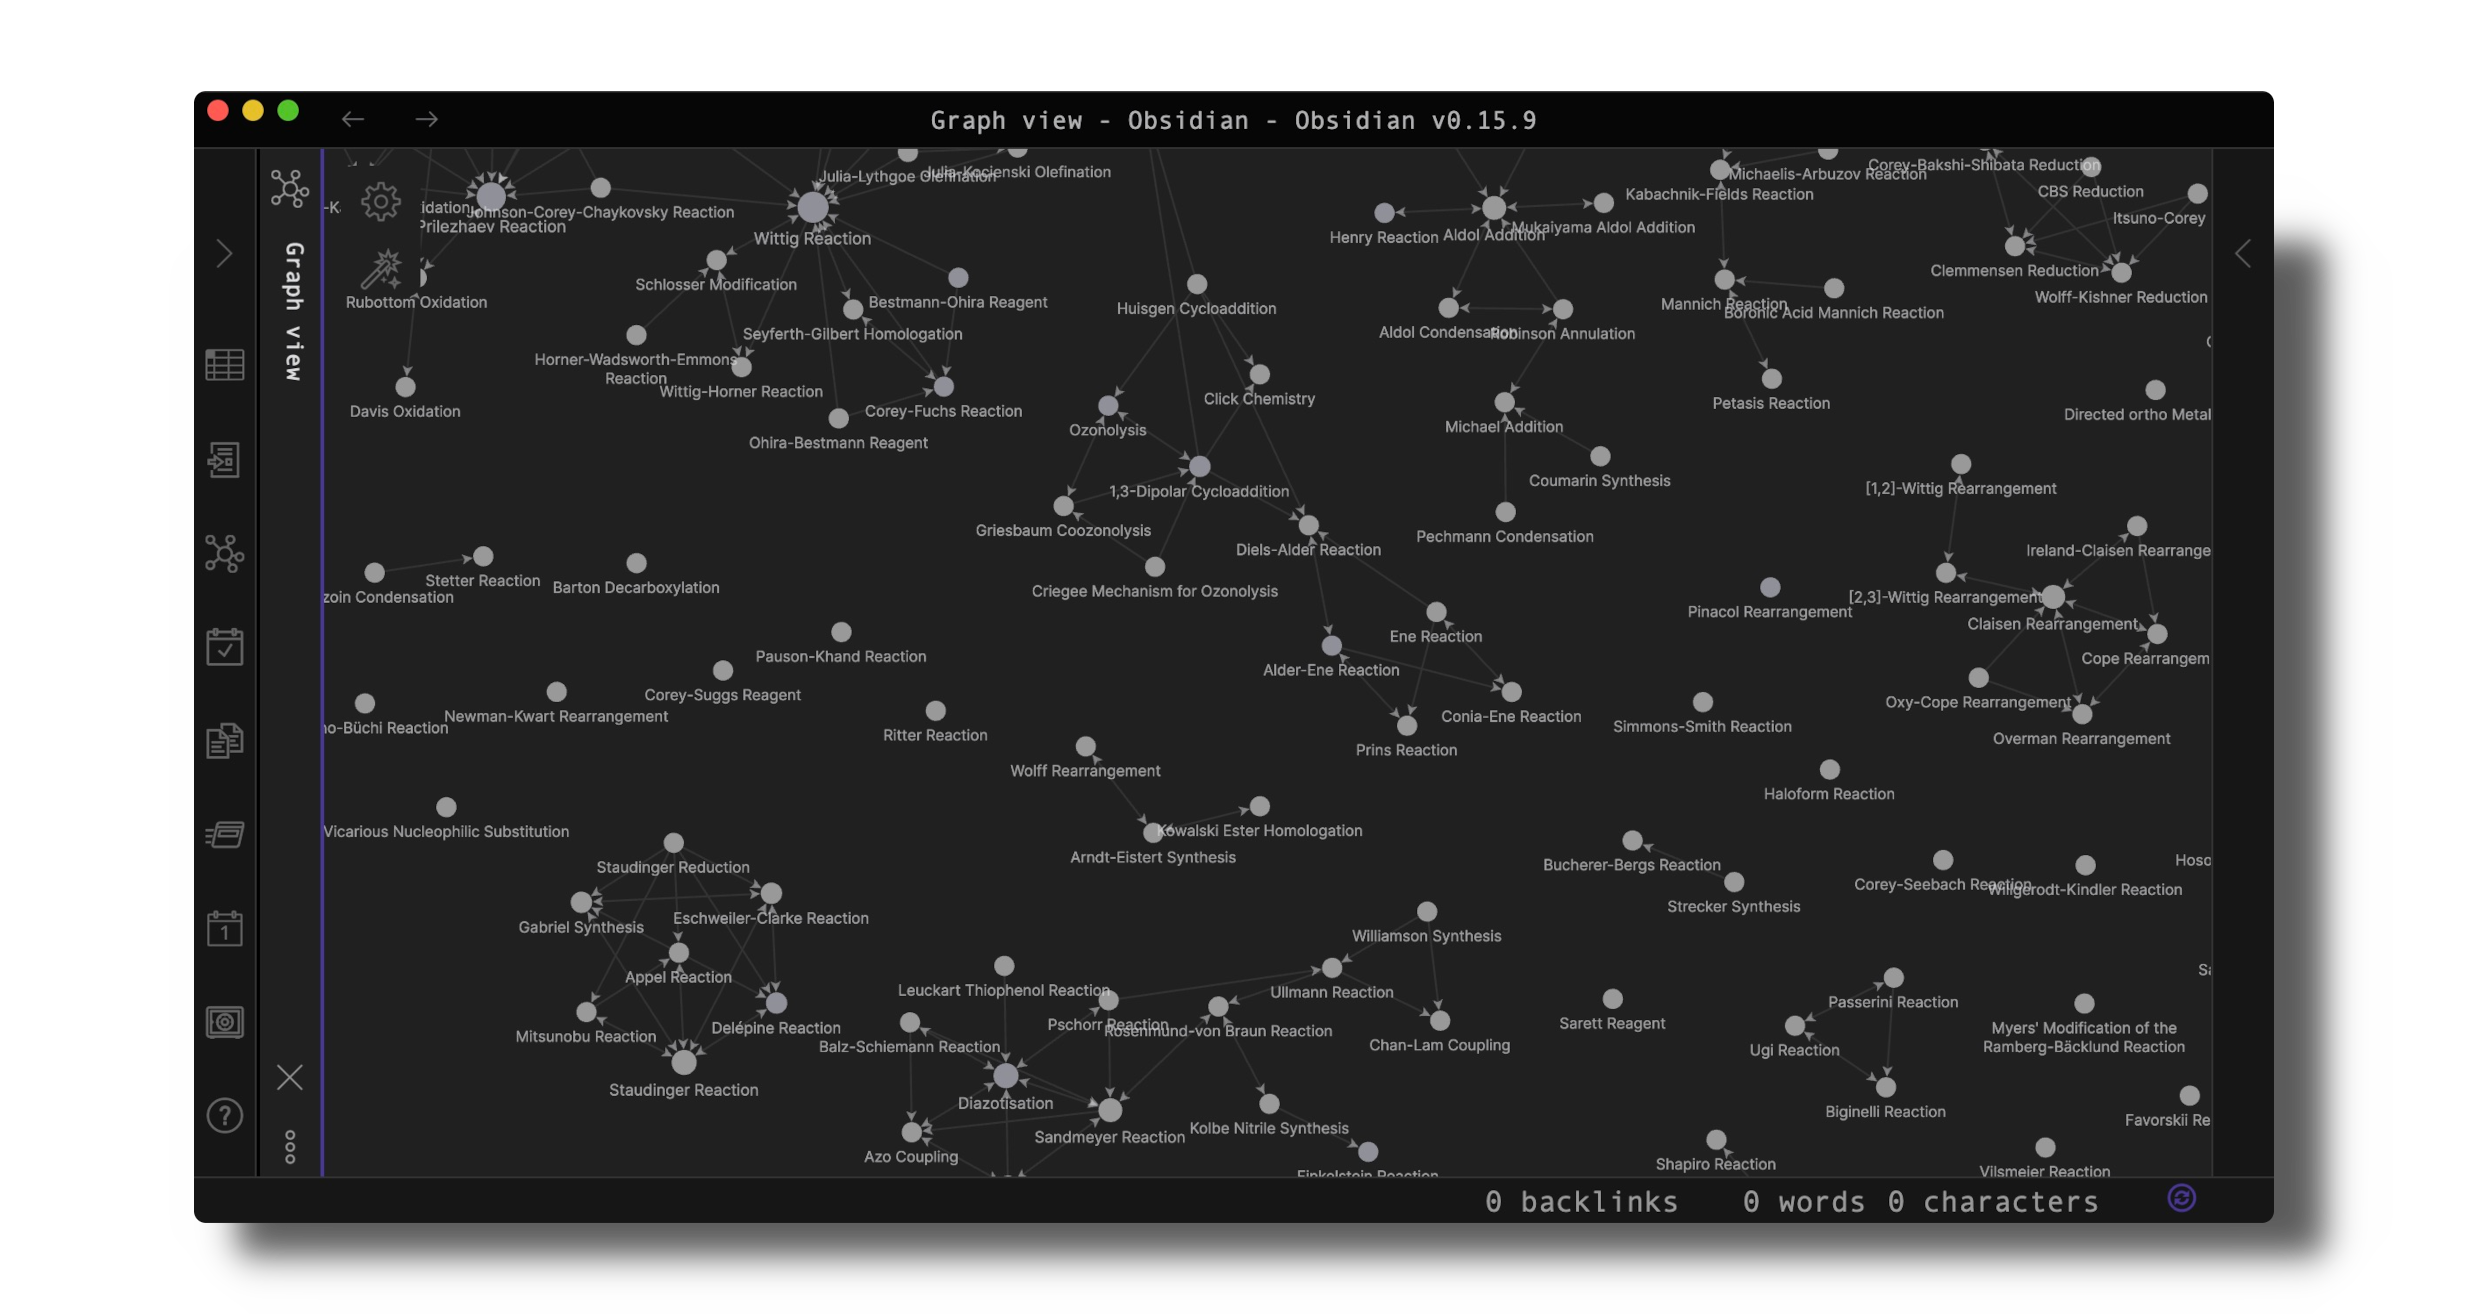 Graph view - Obsidian - Obsidian v0.15.9
Graph view
Julia-Lythgoe Olefination
Julia-Kocienski Olefination
Michaelis-Arbuzov Reaction
Corey-Bakshi-Shibata Reduction
CBS Reduction
Kabachnik-Fields Reaction
-K
idation
Johnson-Corey-Chaykovsky Reaction
Prilezhaev Reaction
Itsuno-Corey
Wittig Reaction
Henry Reaction
Aldol Addition
Mukaiyama Aldol Addition
Clemmensen Reduction
Schlosser Modification
Wolff-Kishner Reduction
Rubottom Oxidation
Bestmann-Ohira Reagent
Huisgen Cycloaddition
Mannich Reaction
Boronic Acid Mannich Reaction
Seyferth-Gilbert Homologation
Aldol Condensation
Robinson Annulation
Horner-Wadsworth-Emmons
Reaction
Wittig-Horner Reaction
Davis Oxidation
Corey-Fuchs Reaction
Click Chemistry
Petasis Reaction
Directed ortho Metal
Ohira-Bestmann Reagent
Ozonolysis
Michael Addition
Coumarin Synthesis
1,3-Dipolar Cycloaddition
[1,2]-Wittig Rearrangement
Griesbaum Coozonolysis
Pechmann Condensation
Diels-Alder Reaction
Ireland-Claisen Rearrange
Stetter Reaction
Barton Decarboxylation
Criegee Mechanism for Ozonolysis
zoin Condensation
[2,3]-Wittig Rearrangement
Pinacol Rearrangement
Claisen Rearrangement
Ene Reaction
Pauson-Khand Reaction
Cope Rearrangem
Alder-Ene Reaction
Corey-Suggs Reagent
Oxy-Cope Rearrangement
Newman-Kwart Rearrangement
no-Büchi Reaction
Conia-Ene Reaction
Simmons-Smith Reaction
Ritter Reaction
Overman Rearrangement
Prins Reaction
Wolff Rearrangement
Haloform Reaction
Vicarious Nucleophilic Substitution
Kowalski Ester Homologation
Arndt-Eistert Synthesis
Hoso
Staudinger Reduction
Bucherer-Bergs Reaction
Corey-Seebach Reaction
Willgerodt-Kindler Reaction
Strecker Synthesis
Eschweiler-Clarke Reaction
Gabriel Synthesis
Williamson Synthesis
Sa
Appel Reaction
Leuckart Thiophenol Reaction
Ullmann Reaction
Passerini Reaction
Sarett Reagent
Pschorr Reaction
Rosenmund-von Braun Reaction
Delépine Reaction
Mitsunobu Reaction
Myers' Modification of the
Ramberg-Bäcklund Reaction
Balz-Schiemann Reaction
Chan-Lam Coupling
Ugi Reaction
Staudinger Reaction
Diazotisation
Biginelli Reaction
Favorskii Re
Kolbe Nitrile Synthesis
Sandmeyer Reaction
Azo Coupling
Shapiro Reaction
Vilsmeier Reaction
Finkelstein Reaction
1
?
0 backlinks
0 words 0 characters